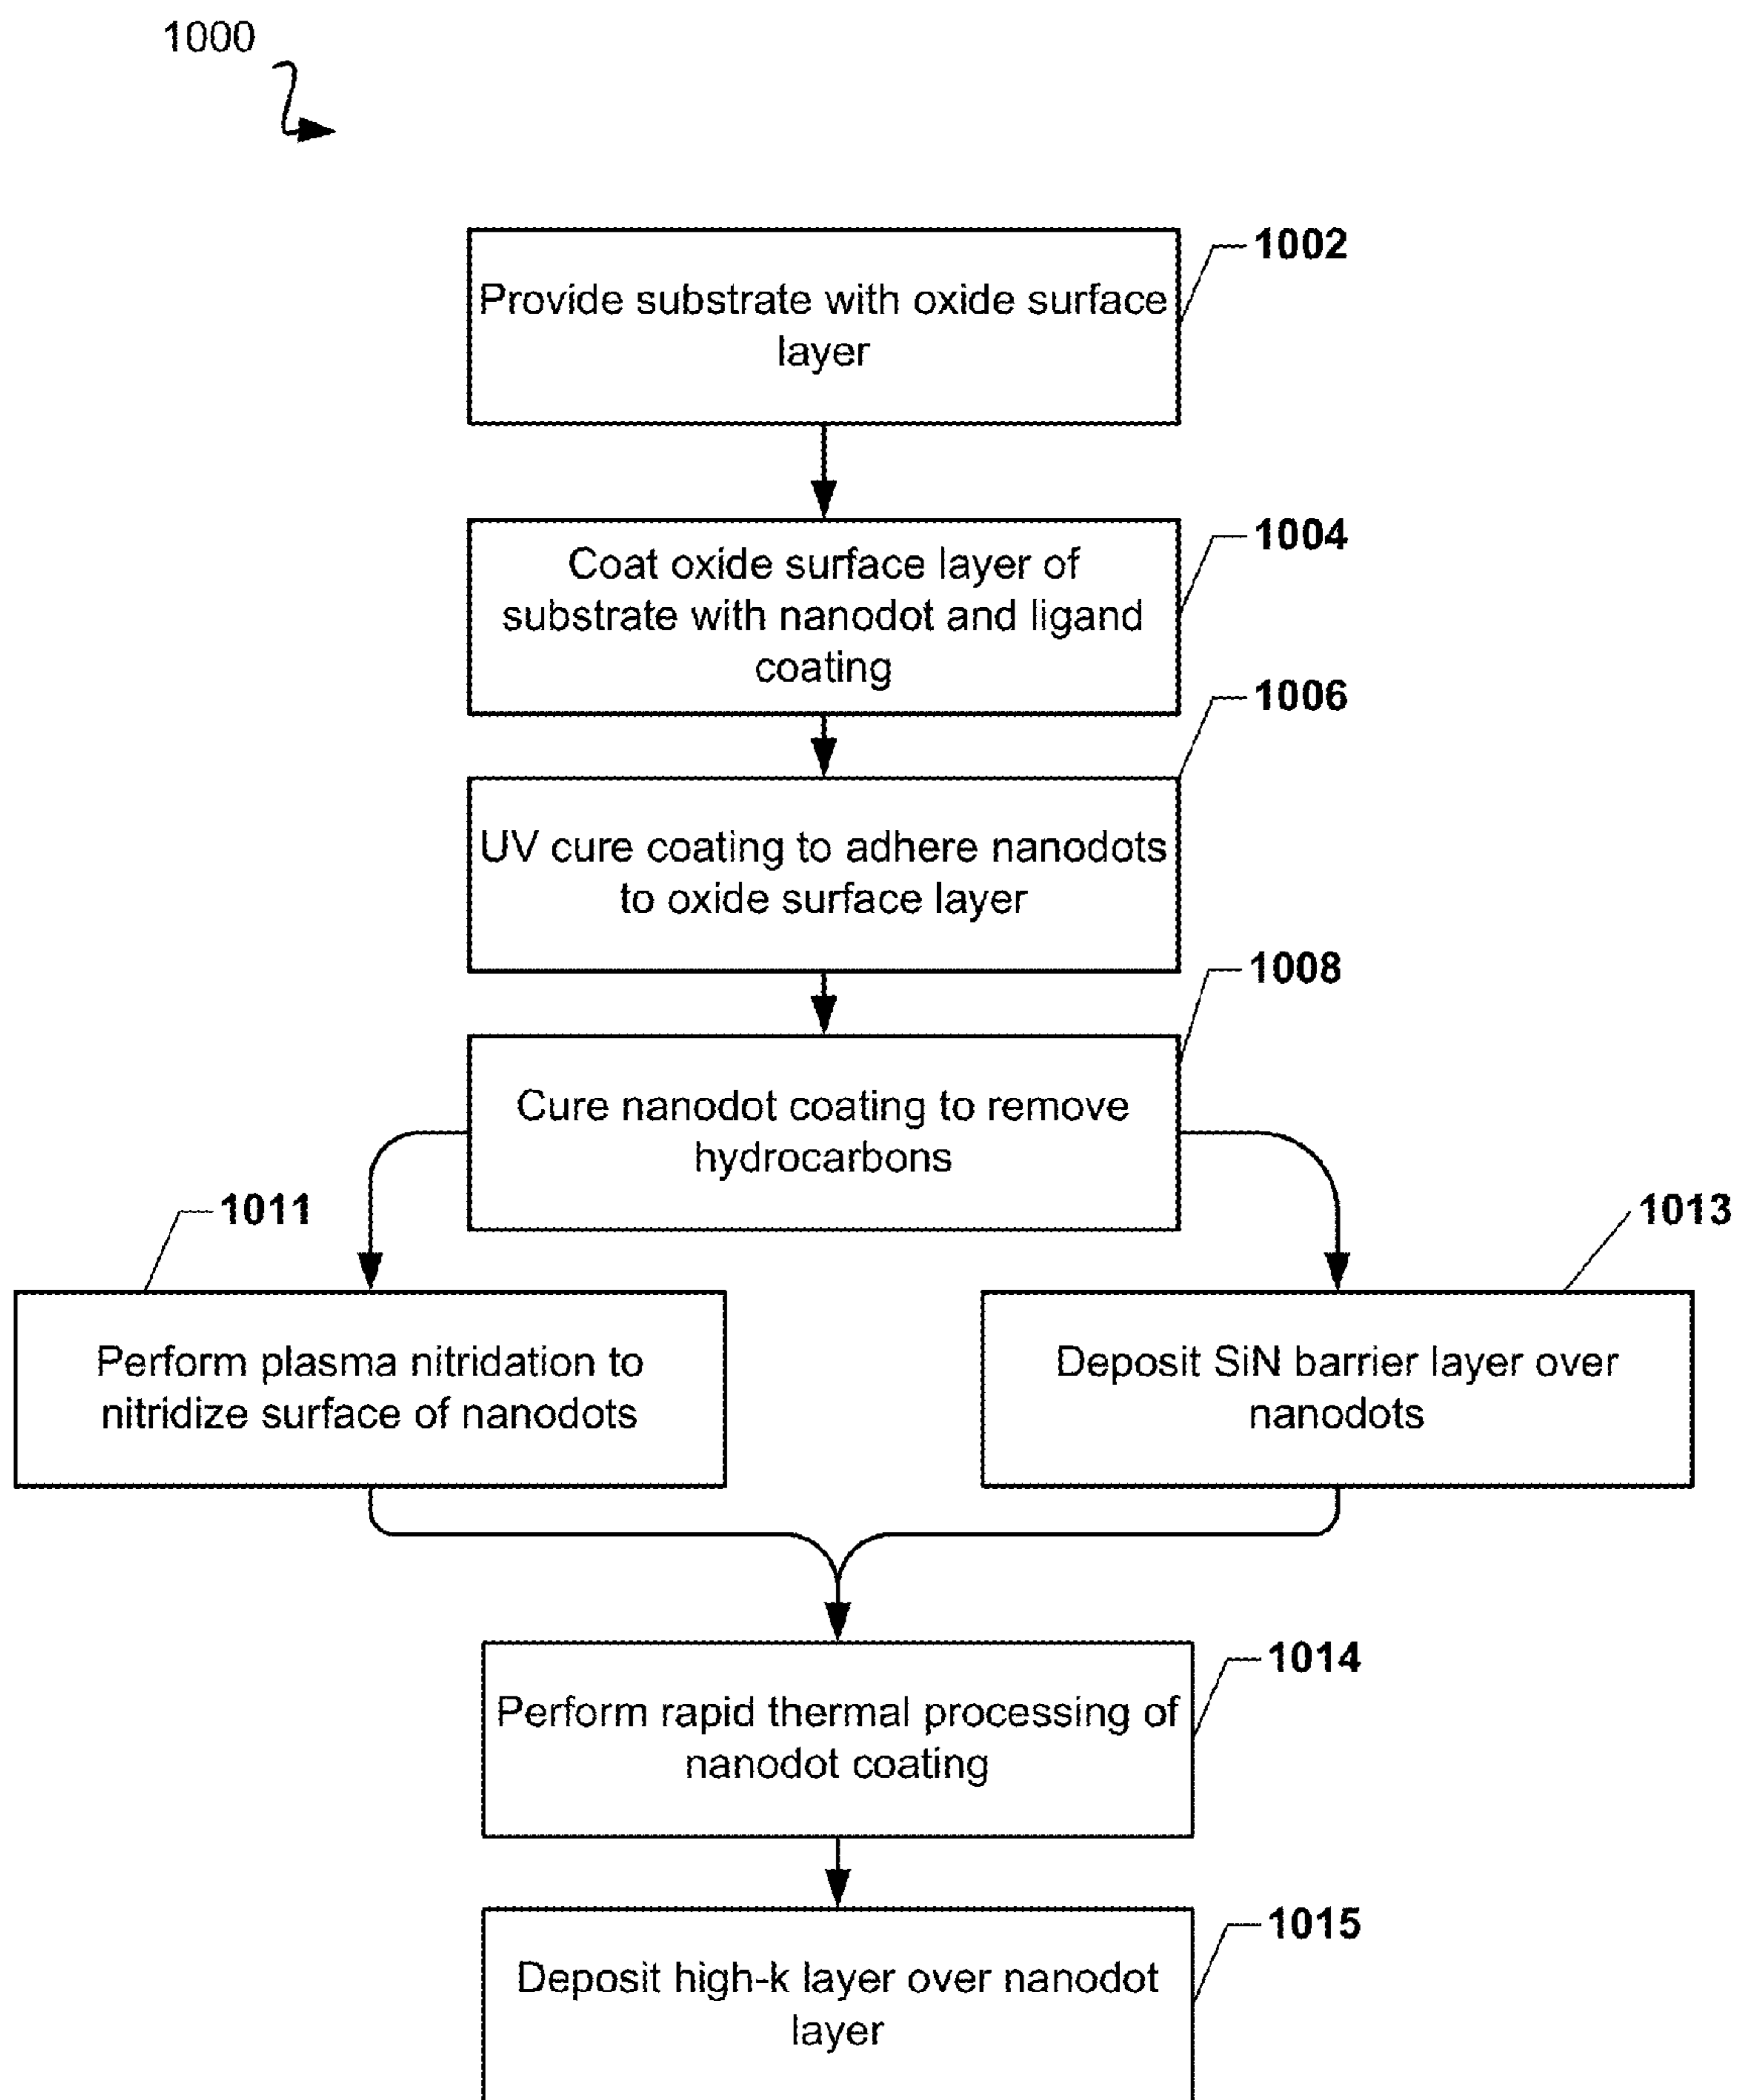 1000
1002
Provide substrate with oxide surface
layer
1004
Coat oxide surface layer of
substrate with nanodot and ligand
coating
1006
UV cure coating to adhere nanodots
to oxide surface layer
1008
Cure nanodot coating to remove
hydrocarbons
1011
Perform plasma nitridation to
nitridize surface of nanodots
1013
Deposit SiN barrier layer over
nanodots
1014
Perform rapid thermal processing of
nanodot coating
1015
Deposit high-k layer over nanodot
layer